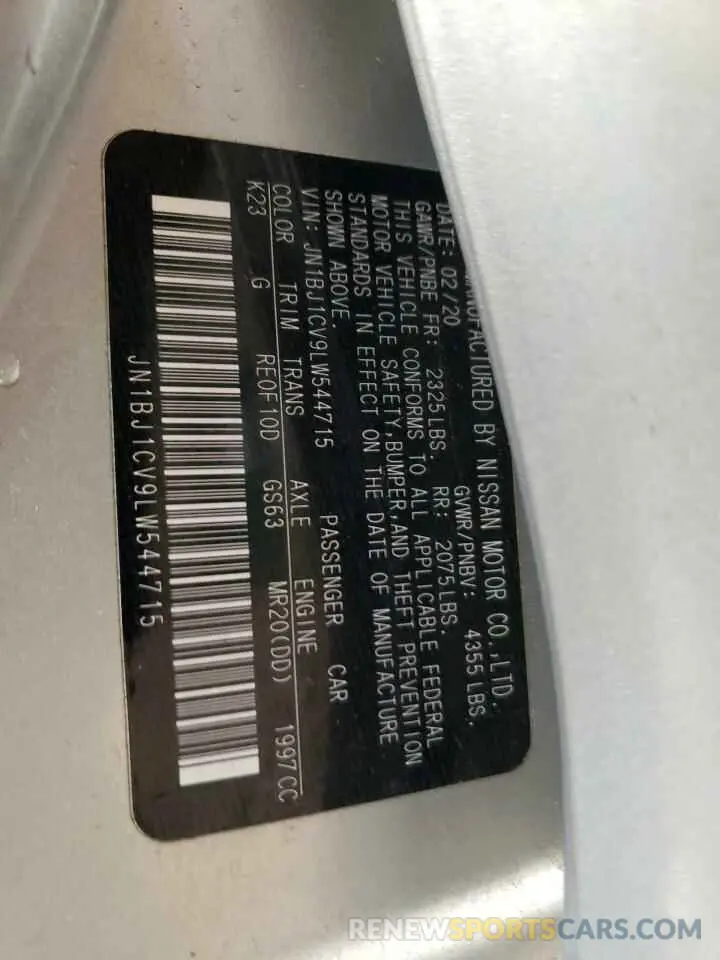 MANUFACTURED BY NISSAN MOTOR CO.,LTD.
DATE: 02/20 GVWR/PNBV: 4355LBS.
GAWR/PNBE FR: 2325LBS. RR: 2075LBS.
THIS VEHICLE CONFORMS TO ALL APPLICABLE FEDERAL
MOTOR VEHICLE SAFETY,BUMPER,AND THEFT PREVENTION
STANDARDS IN EFFECT ON THE DATE OF MANUFACTURE
SHOWN ABOVE.
VIN: JN1BJ1CV9LW544715 PASSENGER CAR
COLOR TRIM TRANS AXLE ENGINE
K23 G RE0F10D GS63 MR20(DD) 1997CC
JN1BJ1CV9LW544715
RENEWSPORTSCARS.COM